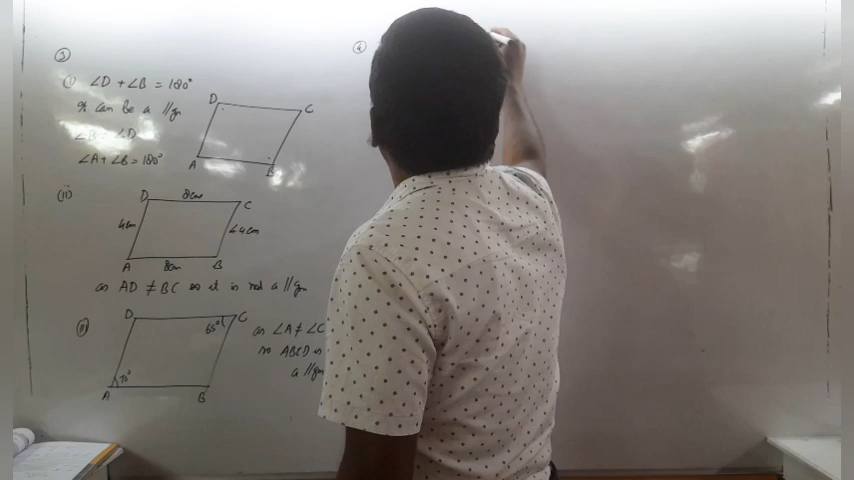 ③
(i) ∠D + ∠B = 180°
It can be a //gm
∠B = ∠D
∠A + ∠B = 180°
D
C
A
B
(ii)
D 8cm C
4cm
4.4cm
A 8cm B
as AD ≠ BC so it is not a //gm
(iii)
D
C
65°
70°
A
B
as ∠A ≠ ∠C
so ABCD is
a //gm
④